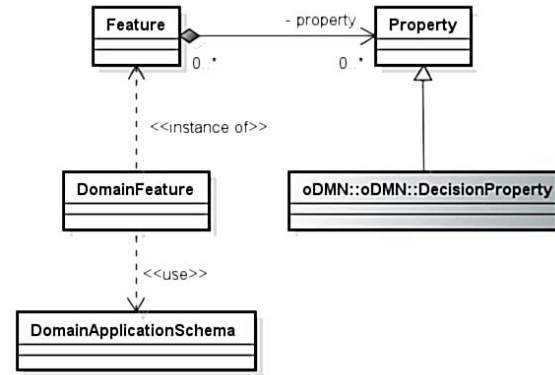 Feature
- property
Property
0..*
0..*
<<instance of>>
DomainFeature
oDMN::oDMN::DecisionProperty
<<use>>
DomainApplicationSchema